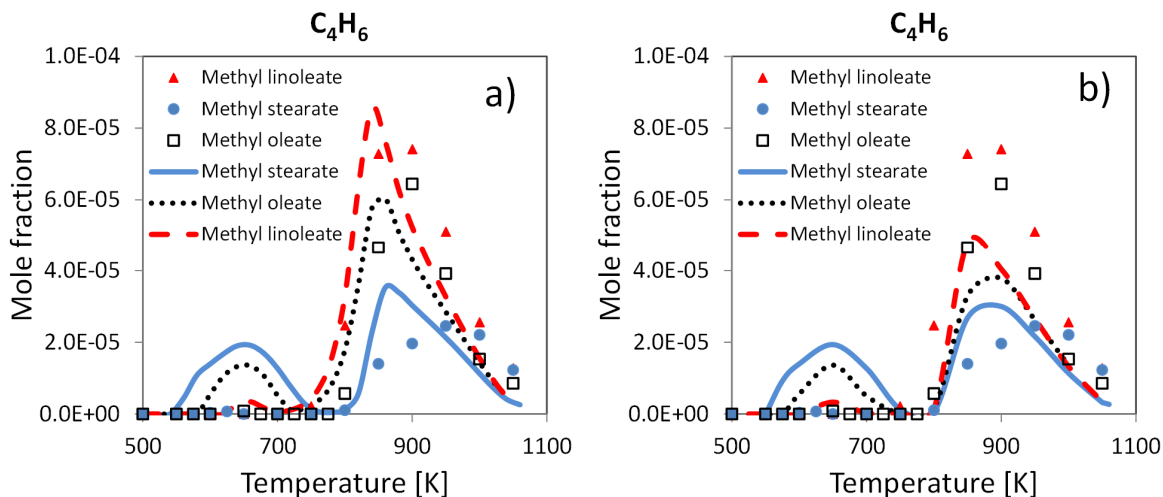 C₄H₆
a)
1.0E-04
8.0E-05
6.0E-05
4.0E-05
2.0E-05
0.0E+00
Mole fraction
Methyl linoleate
Methyl stearate
Methyl oleate
Methyl stearate
Methyl oleate
Methyl linoleate
500 700 900 1100
Temperature [K]
C₄H₆
b)
1.0E-04
8.0E-05
6.0E-05
4.0E-05
2.0E-05
0.0E+00
Mole fraction
Methyl linoleate
Methyl stearate
Methyl oleate
Methyl stearate
Methyl oleate
Methyl linoleate
500 700 900 1100
Temperature [K]